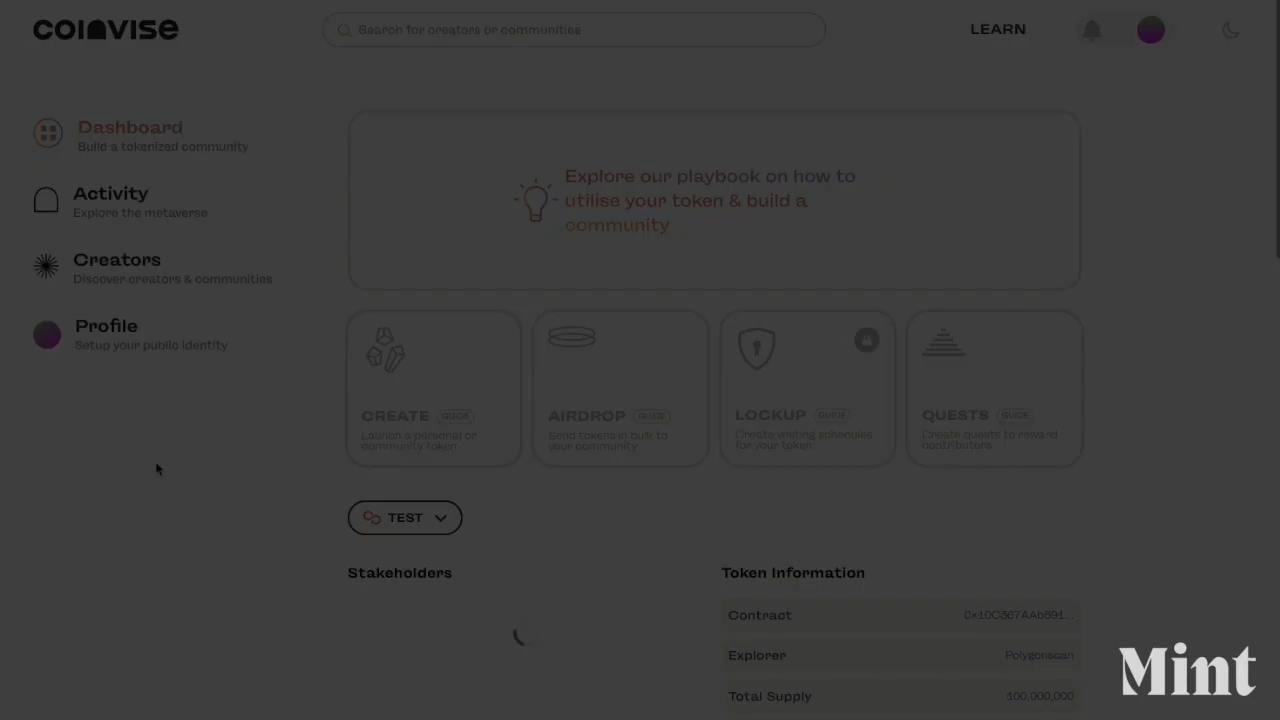 COINVISE
Search for creators or communities
LEARN
Dashboard
Build a tokenized community
Activity
Explore the metaverse
Creators
Discover creators & communities
Profile
Setup your public identity
Explore our playbook on how to
utilise your token & build a
community
CREATE GUIDE
Launch a personal or
community token
AIRDROP GUIDE
Send tokens in bulk to
your community
LOCKUP GUIDE
Create vesting schedules
for your token
QUESTS GUIDE
Create quests to reward
contributors
TEST
Stakeholders
Token Information
Contract 0x10C367AAb591...
Explorer Polygonscan
Total Supply 100,000,000
Mint